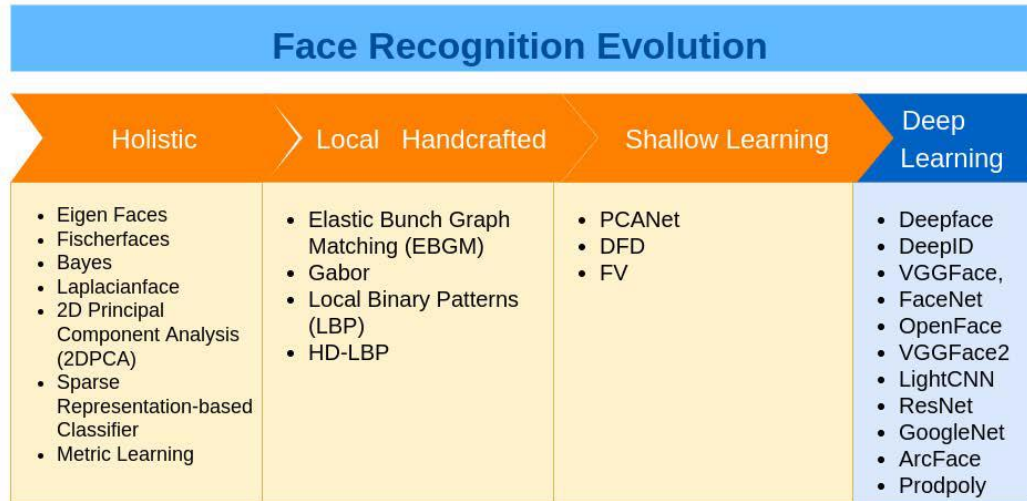 Face Recognition Evolution
Holistic
Local Handcrafted
Shallow Learning
Deep
Learning
Eigen Faces
Fischerfaces
Bayes
Laplacianface
2D Principal
Component Analysis
(2DPCA)
Sparse
Representation-based
Classifier
Metric Learning
Elastic Bunch Graph
Matching (EBGM)
Gabor
Local Binary Patterns
(LBP)
HD-LBP
PCANet
DFD
FV
Deepface
DeepID
VGGFace,
FaceNet
OpenFace
VGGFace2
LightCNN
ResNet
GoogleNet
ArcFace
Prodpoly